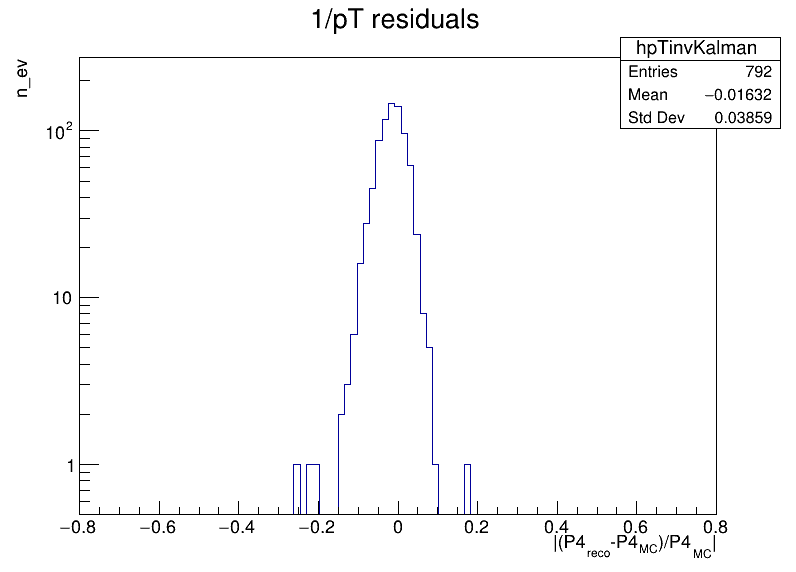 1/pT residuals
hpTinvKalman
Entries 792
Mean −0.01632
Std Dev 0.03859
n_ev
10²
10
1
−0.8 −0.6 −0.4 −0.2 0 0.2 0.4 0.6 0.8
|(P4reco-P4MC)/P4MC|